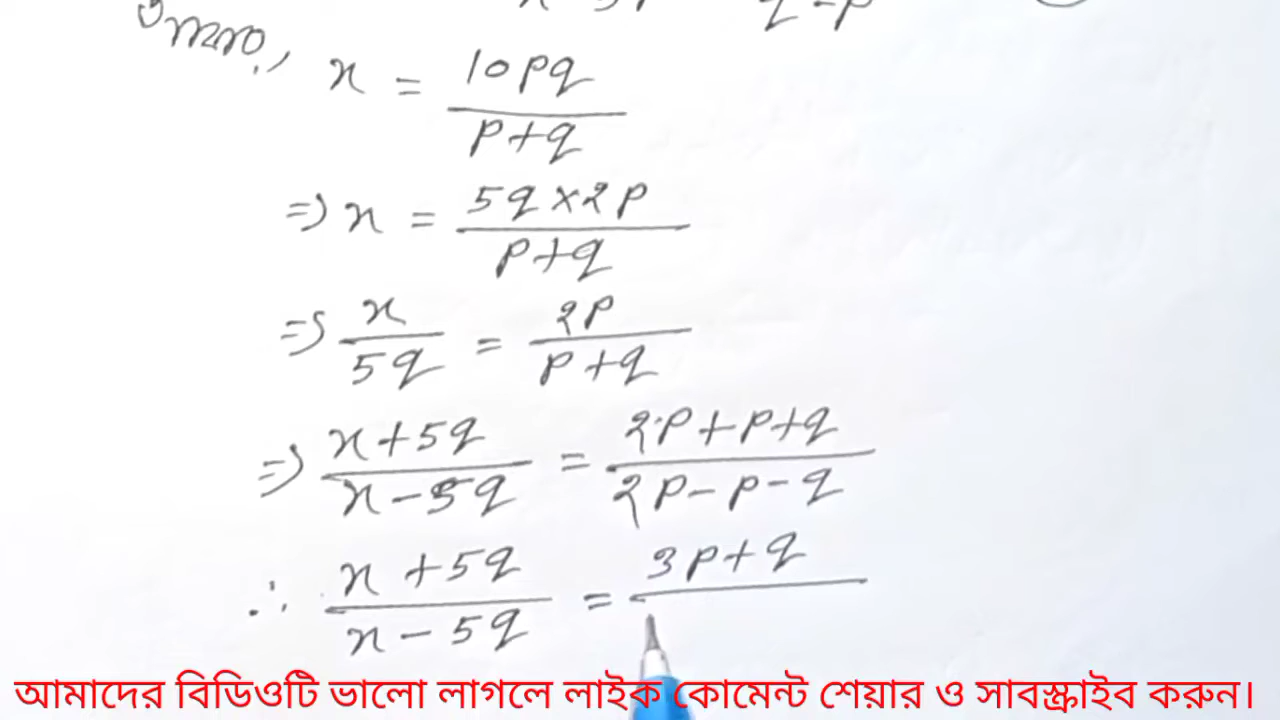 আবার, x = 10pq / p+q
=> x = 5q×2p / p+q
=> x / 5q = 2p / p+q
=> x+5q / x-5q = 2p+p+q / 2p-p-q
∴ x+5q / x-5q = 3p+q
আমাদের বিডিওটি ভালো লাগলে লাইক কোমেন্ট শেয়ার ও সাবস্ক্রাইব করুন।